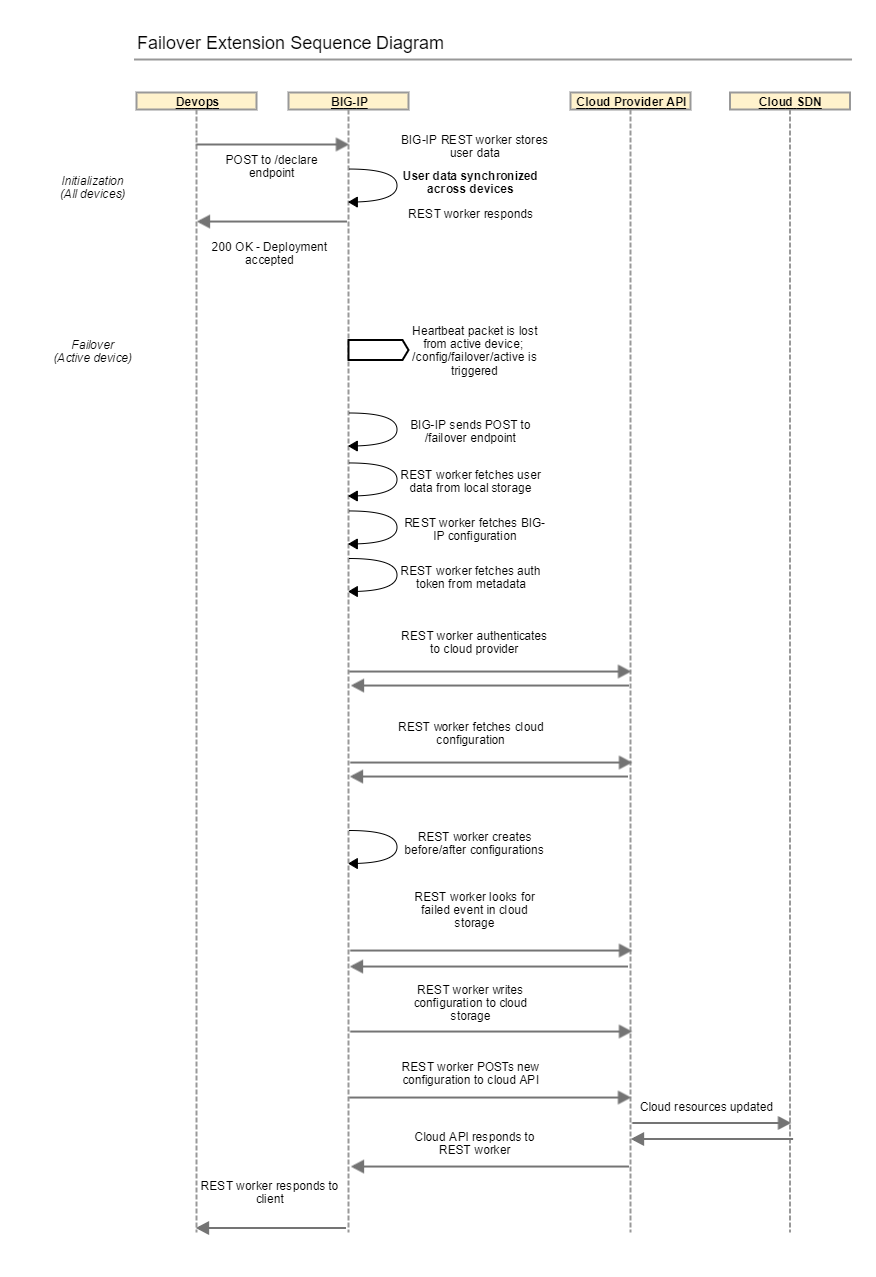 Failover Extension Sequence Diagram
Devops
BIG-IP
Cloud Provider API
Cloud SDN
BIG-IP REST worker stores
user data
POST to /declare
endpoint
Initialization
(All devices)
User data synchronized
across devices
REST worker responds
200 OK - Deployment
accepted
Failover
(Active device)
Heartbeat packet is lost
from active device;
/config/failover/active is
triggered
BIG-IP sends POST to
/failover endpoint
REST worker fetches user
data from local storage
REST worker fetches BIG-
IP configuration
REST worker fetches auth
token from metadata
REST worker authenticates
to cloud provider
REST worker fetches cloud
configuration
REST worker creates
before/after configurations
REST worker looks for
failed event in cloud
storage
REST worker writes
configuration to cloud
storage
REST worker POSTs new
configuration to cloud API
Cloud resources updated
Cloud API responds to
REST worker
REST worker responds to
client